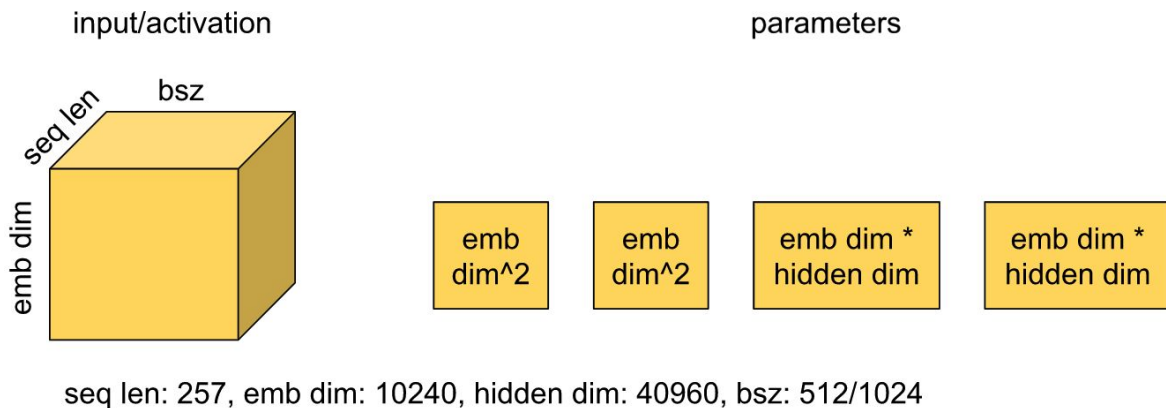 input/activation
parameters
bsz
seq len
emb dim
emb
dim^2
emb
dim^2
emb dim *
hidden dim
emb dim *
hidden dim
seq len: 257, emb dim: 10240, hidden dim: 40960, bsz: 512/1024